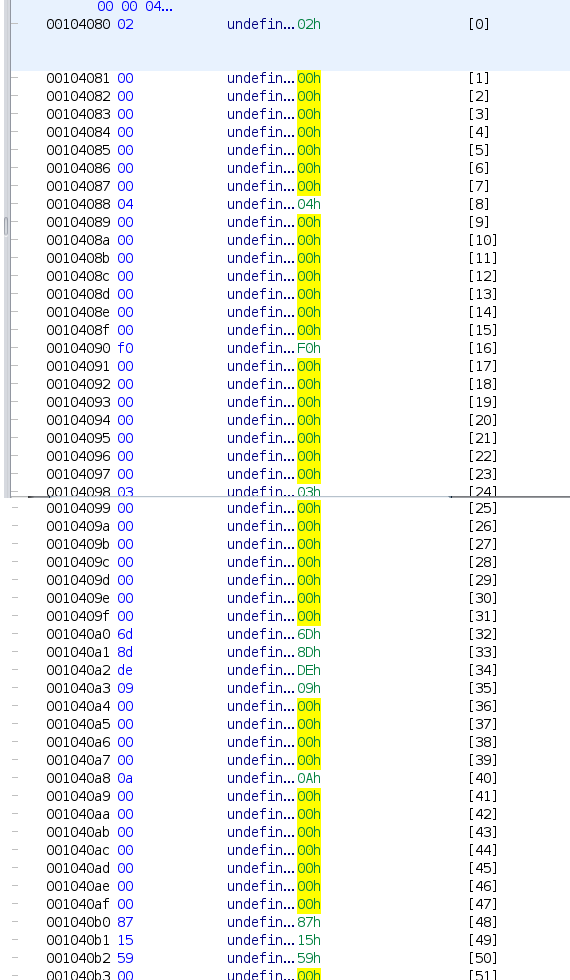 00 00 04...
00104080 02 undefin...02h [0]
00104081 00 undefin...00h [1]
00104082 00 undefin...00h [2]
00104083 00 undefin...00h [3]
00104084 00 undefin...00h [4]
00104085 00 undefin...00h [5]
00104086 00 undefin...00h [6]
00104087 00 undefin...00h [7]
00104088 04 undefin...04h [8]
00104089 00 undefin...00h [9]
0010408a 00 undefin...00h [10]
0010408b 00 undefin...00h [11]
0010408c 00 undefin...00h [12]
0010408d 00 undefin...00h [13]
0010408e 00 undefin...00h [14]
0010408f 00 undefin...00h [15]
00104090 f0 undefin...F0h [16]
00104091 00 undefin...00h [17]
00104092 00 undefin...00h [18]
00104093 00 undefin...00h [19]
00104094 00 undefin...00h [20]
00104095 00 undefin...00h [21]
00104096 00 undefin...00h [22]
00104097 00 undefin...00h [23]
00104098 03 undefin...03h [24]
00104099 00 undefin...00h [25]
0010409a 00 undefin...00h [26]
0010409b 00 undefin...00h [27]
0010409c 00 undefin...00h [28]
0010409d 00 undefin...00h [29]
0010409e 00 undefin...00h [30]
0010409f 00 undefin...00h [31]
001040a0 6d undefin...6Dh [32]
001040a1 8d undefin...8Dh [33]
001040a2 de undefin...DEh [34]
001040a3 09 undefin...09h [35]
001040a4 00 undefin...00h [36]
001040a5 00 undefin...00h [37]
001040a6 00 undefin...00h [38]
001040a7 00 undefin...00h [39]
001040a8 0a undefin...0Ah [40]
001040a9 00 undefin...00h [41]
001040aa 00 undefin...00h [42]
001040ab 00 undefin...00h [43]
001040ac 00 undefin...00h [44]
001040ad 00 undefin...00h [45]
001040ae 00 undefin...00h [46]
001040af 00 undefin...00h [47]
001040b0 87 undefin...87h [48]
001040b1 15 undefin...15h [49]
001040b2 59 undefin...59h [50]
001040b3 00 undefin...00h [51]